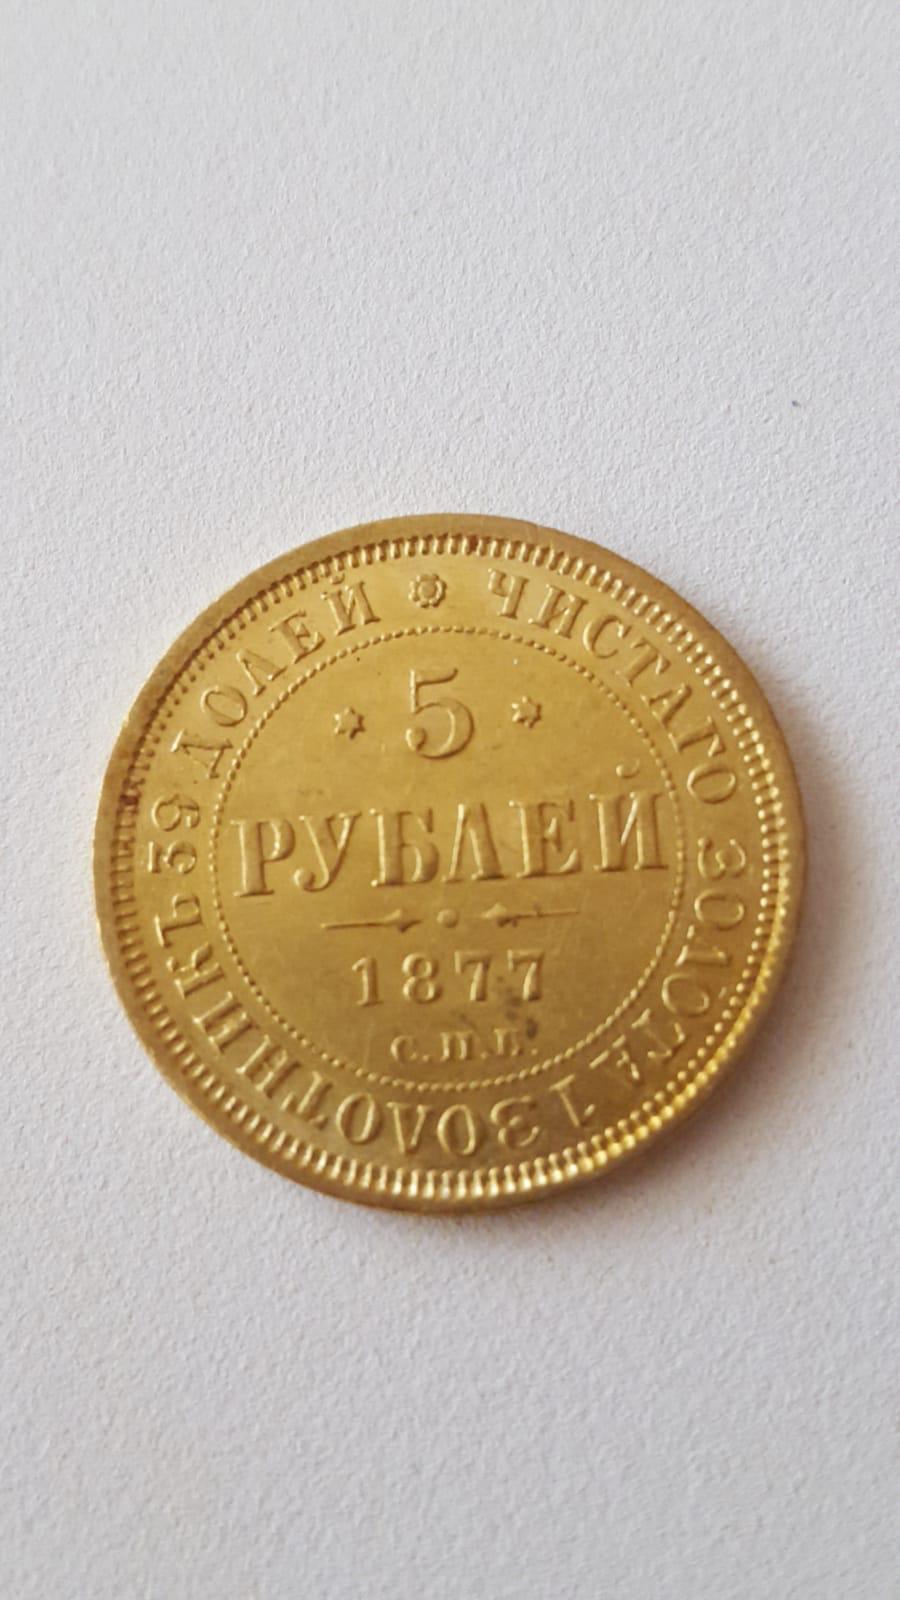 5
РУБЛЕЙ
1877
С.П.Б.
ЧИСТАГО ЗОЛОТА 1 ЗОЛОТНИКЪ 39 ДОЛЕЙ